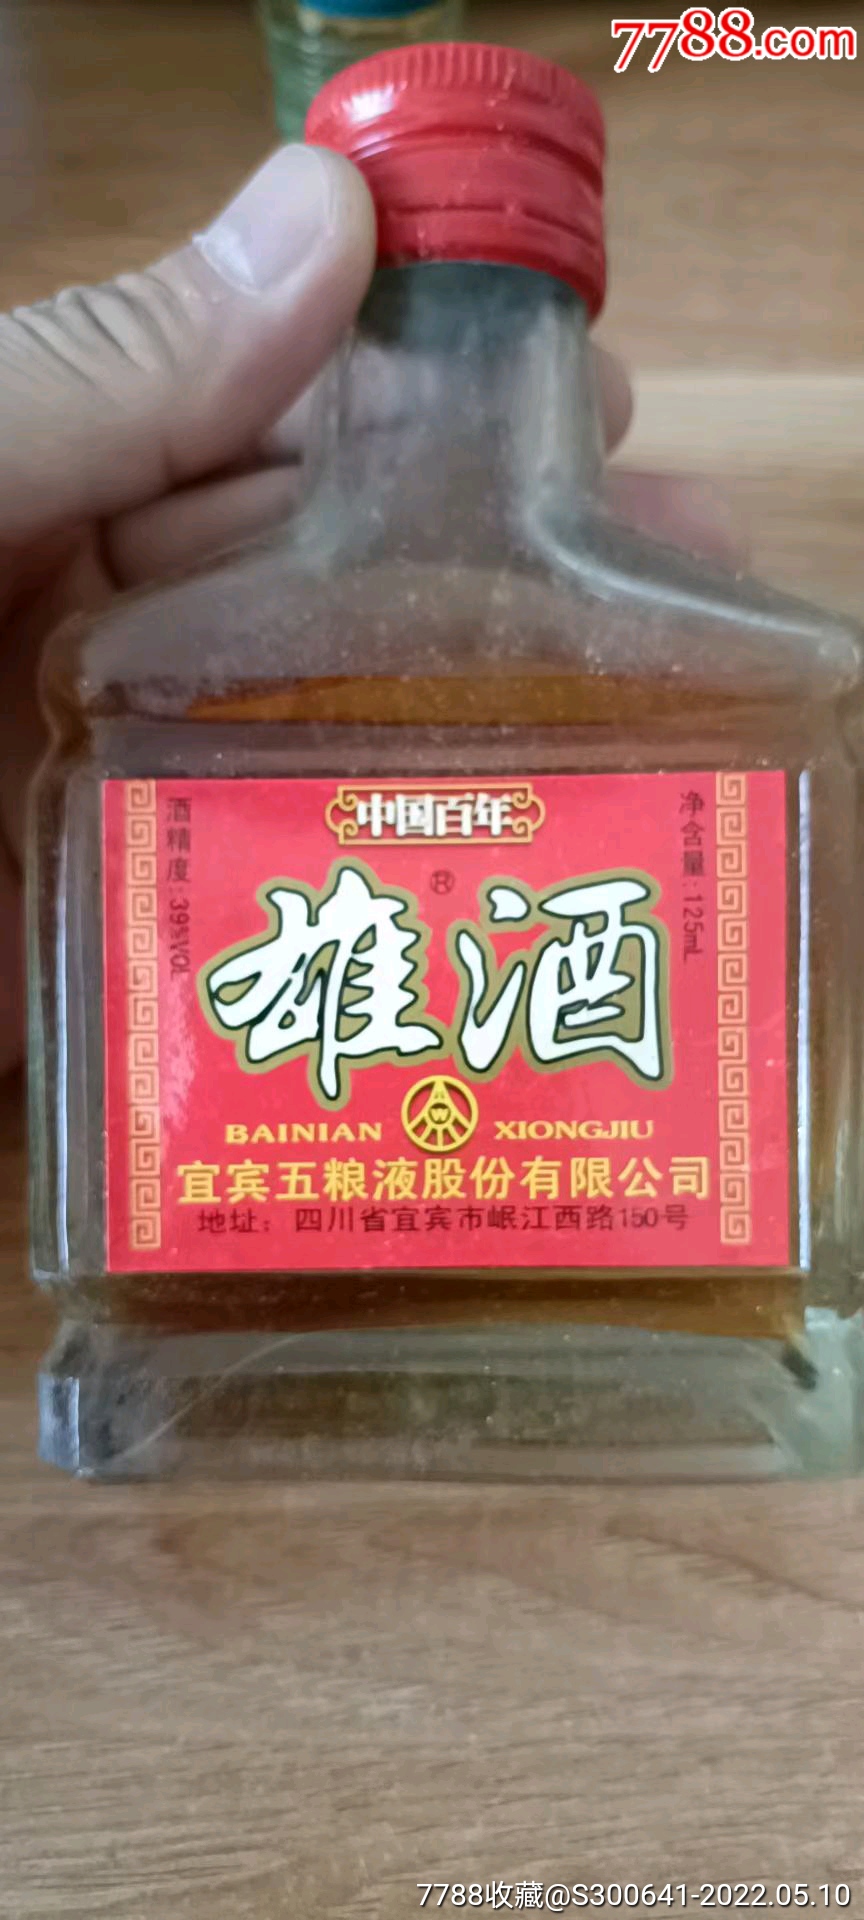 7788.com
中国百年
酒精度:39%VOL
净含量:125mL
雄酒
®
BAINIAN XIONGJIU
W
宜宾五粮液股份有限公司
地址：四川省宜宾市岷江西路150号
7788收藏@S300641-2022.05.10